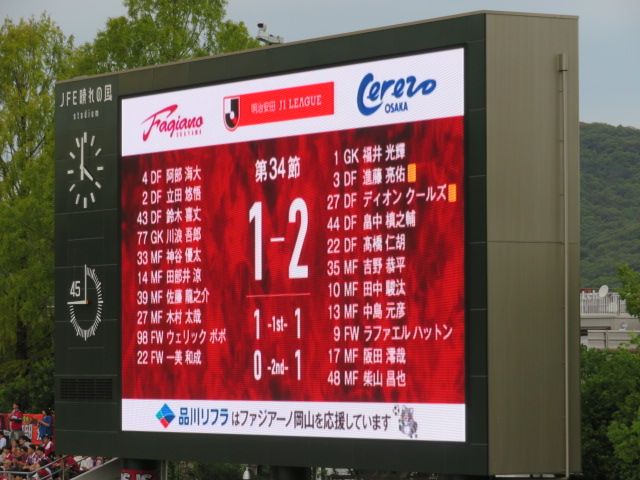 JFE晴れの国
stadium
Fagiano
OKAYAMA
明治安田 J1 LEAGUE
Cerezo
OSAKA
4 DF 阿部 海大
2 DF 立田 悠悟
43 DF 鈴木 喜丈
77 GK 川浪 吾郎
33 MF 神谷 優太
14 MF 田部井 涼
39 MF 佐藤 龍之介
27 MF 木村 太哉
98 FW ウェリック ポポ
22 FW 一美 和成
第34節
1-2
1 -1st- 1
0 -2nd- 1
1 GK 福井 光輝
3 DF 進藤 亮佑
27 DF ディオン クールズ
44 DF 畠中 槙之輔
22 DF 髙橋 仁胡
35 MF 吉野 恭平
10 MF 田中 駿汰
13 MF 中島 元彦
9 FW ラファエル ハットン
17 MF 阪田 澪哉
48 MF 柴山 昌也
45
品川リフラはファジアーノ岡山を応援しています